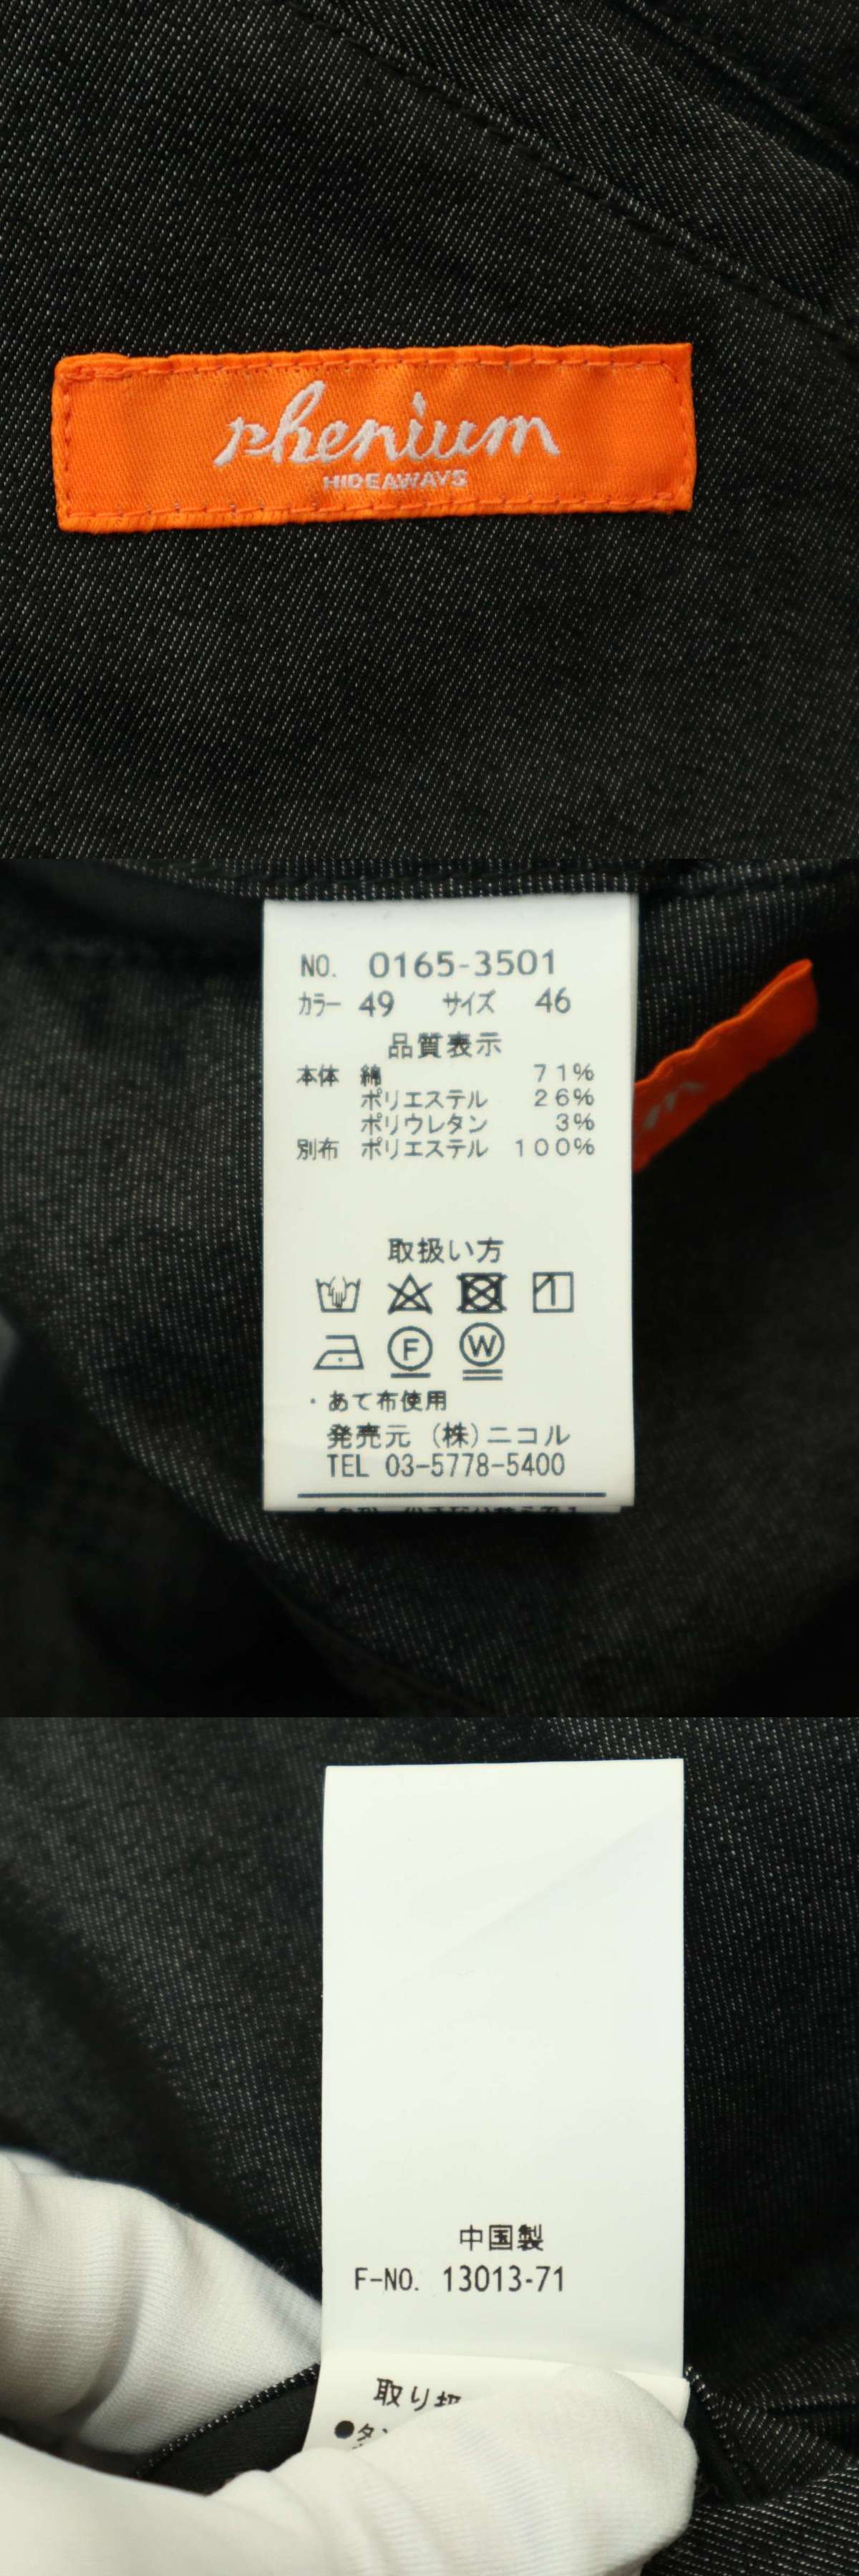 phenium
HIDEAWAYS
NO. 0165-3501
カラー 49 サイズ 46
品質表示
本体 綿 71%
ポリエステル 26%
ポリウレタン 3%
別布 ポリエステル 100%
取扱い方
F W
・あて布使用
発売元 (株)ニコル
TEL 03-5778-5400
中国製
F-NO. 13013-71
取り
●タ